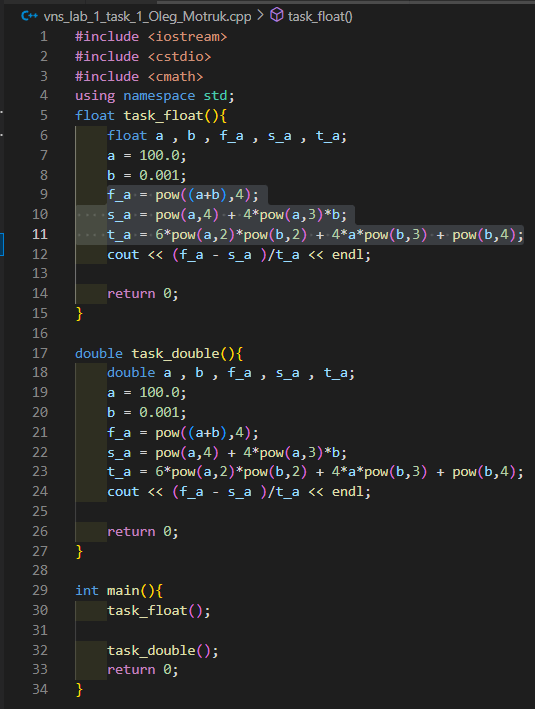 vns_lab_1_task_1_Oleg_Motruk.cpp > task_float()
1 #include <iostream>
2 #include <cstdio>
3 #include <cmath>
4 using namespace std;
5 float task_float(){
6 float a , b , f_a , s_a , t_a;
7 a = 100.0;
8 b = 0.001;
9 f_a = pow((a+b),4);
10 s_a = pow(a,4) + 4*pow(a,3)*b;
11 t_a = 6*pow(a,2)*pow(b,2) + 4*a*pow(b,3) + pow(b,4);
12 cout << (f_a - s_a )/t_a << endl;
13
14 return 0;
15 }
16
17 double task_double(){
18 double a , b , f_a , s_a , t_a;
19 a = 100.0;
20 b = 0.001;
21 f_a = pow((a+b),4);
22 s_a = pow(a,4) + 4*pow(a,3)*b;
23 t_a = 6*pow(a,2)*pow(b,2) + 4*a*pow(b,3) + pow(b,4);
24 cout << (f_a - s_a )/t_a << endl;
25
26 return 0;
27 }
28
29 int main(){
30 task_float();
31
32 task_double();
33 return 0;
34 }